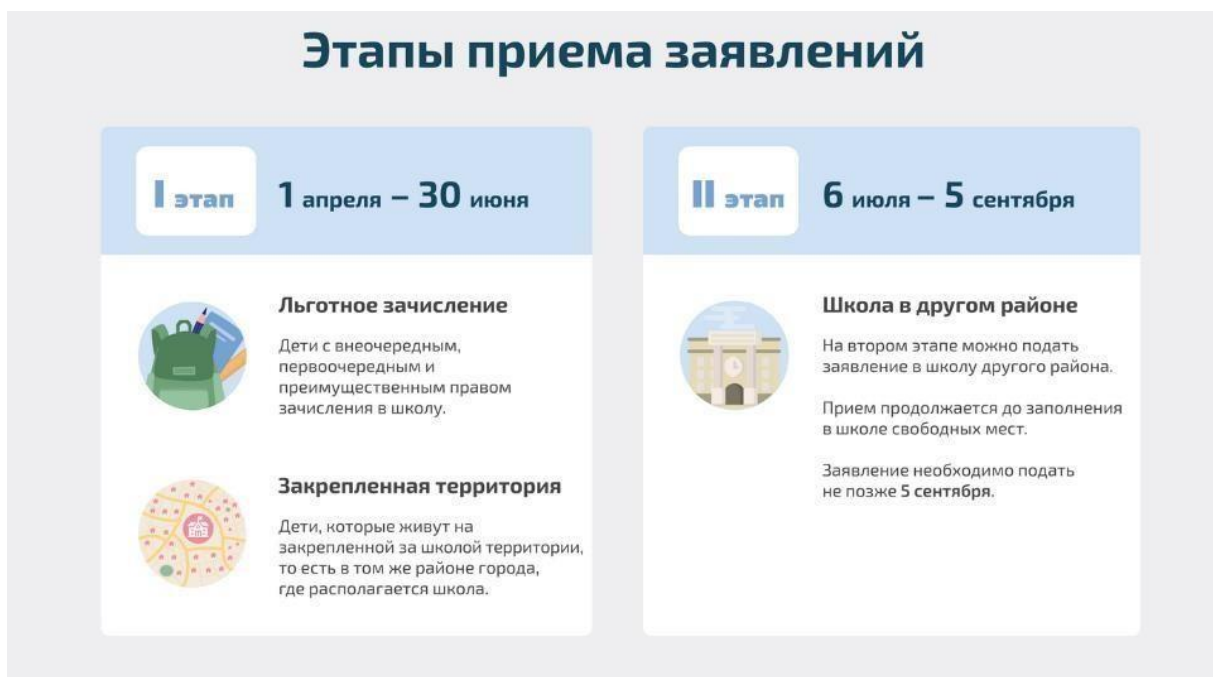 Этапы приема заявлений
I этап
1 апреля – 30 июня
Льготное зачисление
Дети с внеочередным,
первоочередным и
преимущественным правом
зачисления в школу.
Закрепленная территория
Дети, которые живут на
закрепленной за школой территории,
то есть в том же районе города,
где располагается школа.
II этап
6 июля – 5 сентября
Школа в другом районе
На втором этапе можно подать
заявление в школу другого района.
Прием продолжается до заполнения
в школе свободных мест.
Заявление необходимо подать
не позже 5 сентября.